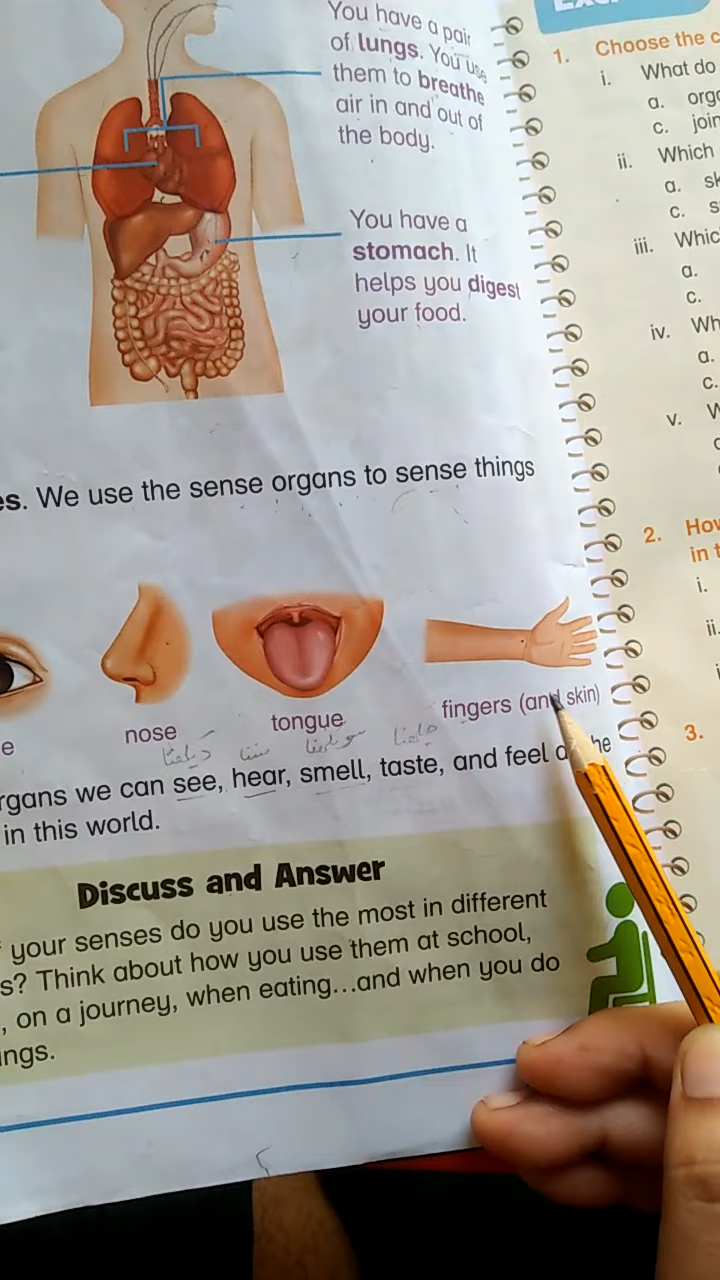 You have a pair
of lungs. You use
them to breathe
air in and out of
the body.
You have a
stomach. It
helps you digest
your food.
es. We use the sense organs to sense things
e
nose
tongue
fingers (and skin)
rgans we can see, hear, smell, taste, and feel
he
in this world.
Discuss and Answer
your senses do you use the most in different
s? Think about how you use them at school,
, on a journey, when eating...and when you do
ings.
1. Choose the c
i. What do
a. orga
c. join
ii. Which
a. sk
c. s
iii. Whic
a.
c.
iv. Wh
a.
c.
v. W
2. How
in t
i.
ii.
3.